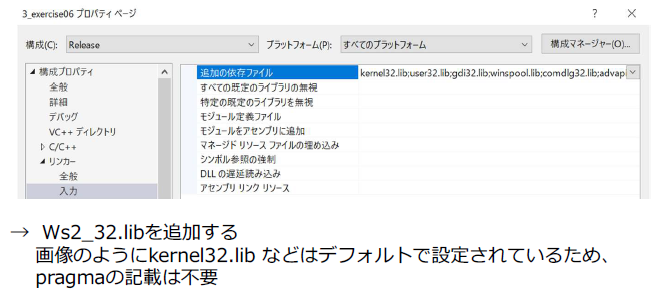 3_exercise06 プロパティ ページ
? ×
構成(C): Release プラットフォーム(P): すべてのプラットフォーム 構成マネージャー(O)...
構成プロパティ
全般
詳細
デバッグ
VC++ ディレクトリ
C/C++
リンカー
全般
入力
追加の依存ファイル kernel32.lib;user32.lib;gdi32.lib;winspool.lib;comdlg32.lib;advap
すべての既定のライブラリの無視
特定の既定のライブラリを無視
モジュール定義ファイル
モジュールをアセンブリに追加
マネージド リソース ファイルの埋め込み
シンボル参照の強制
DLL の遅延読み込み
アセンブリ リンク リソース
→ Ws2_32.libを追加する
画像のようにkernel32.lib などはデフォルトで設定されているため、
pragmaの記載は不要